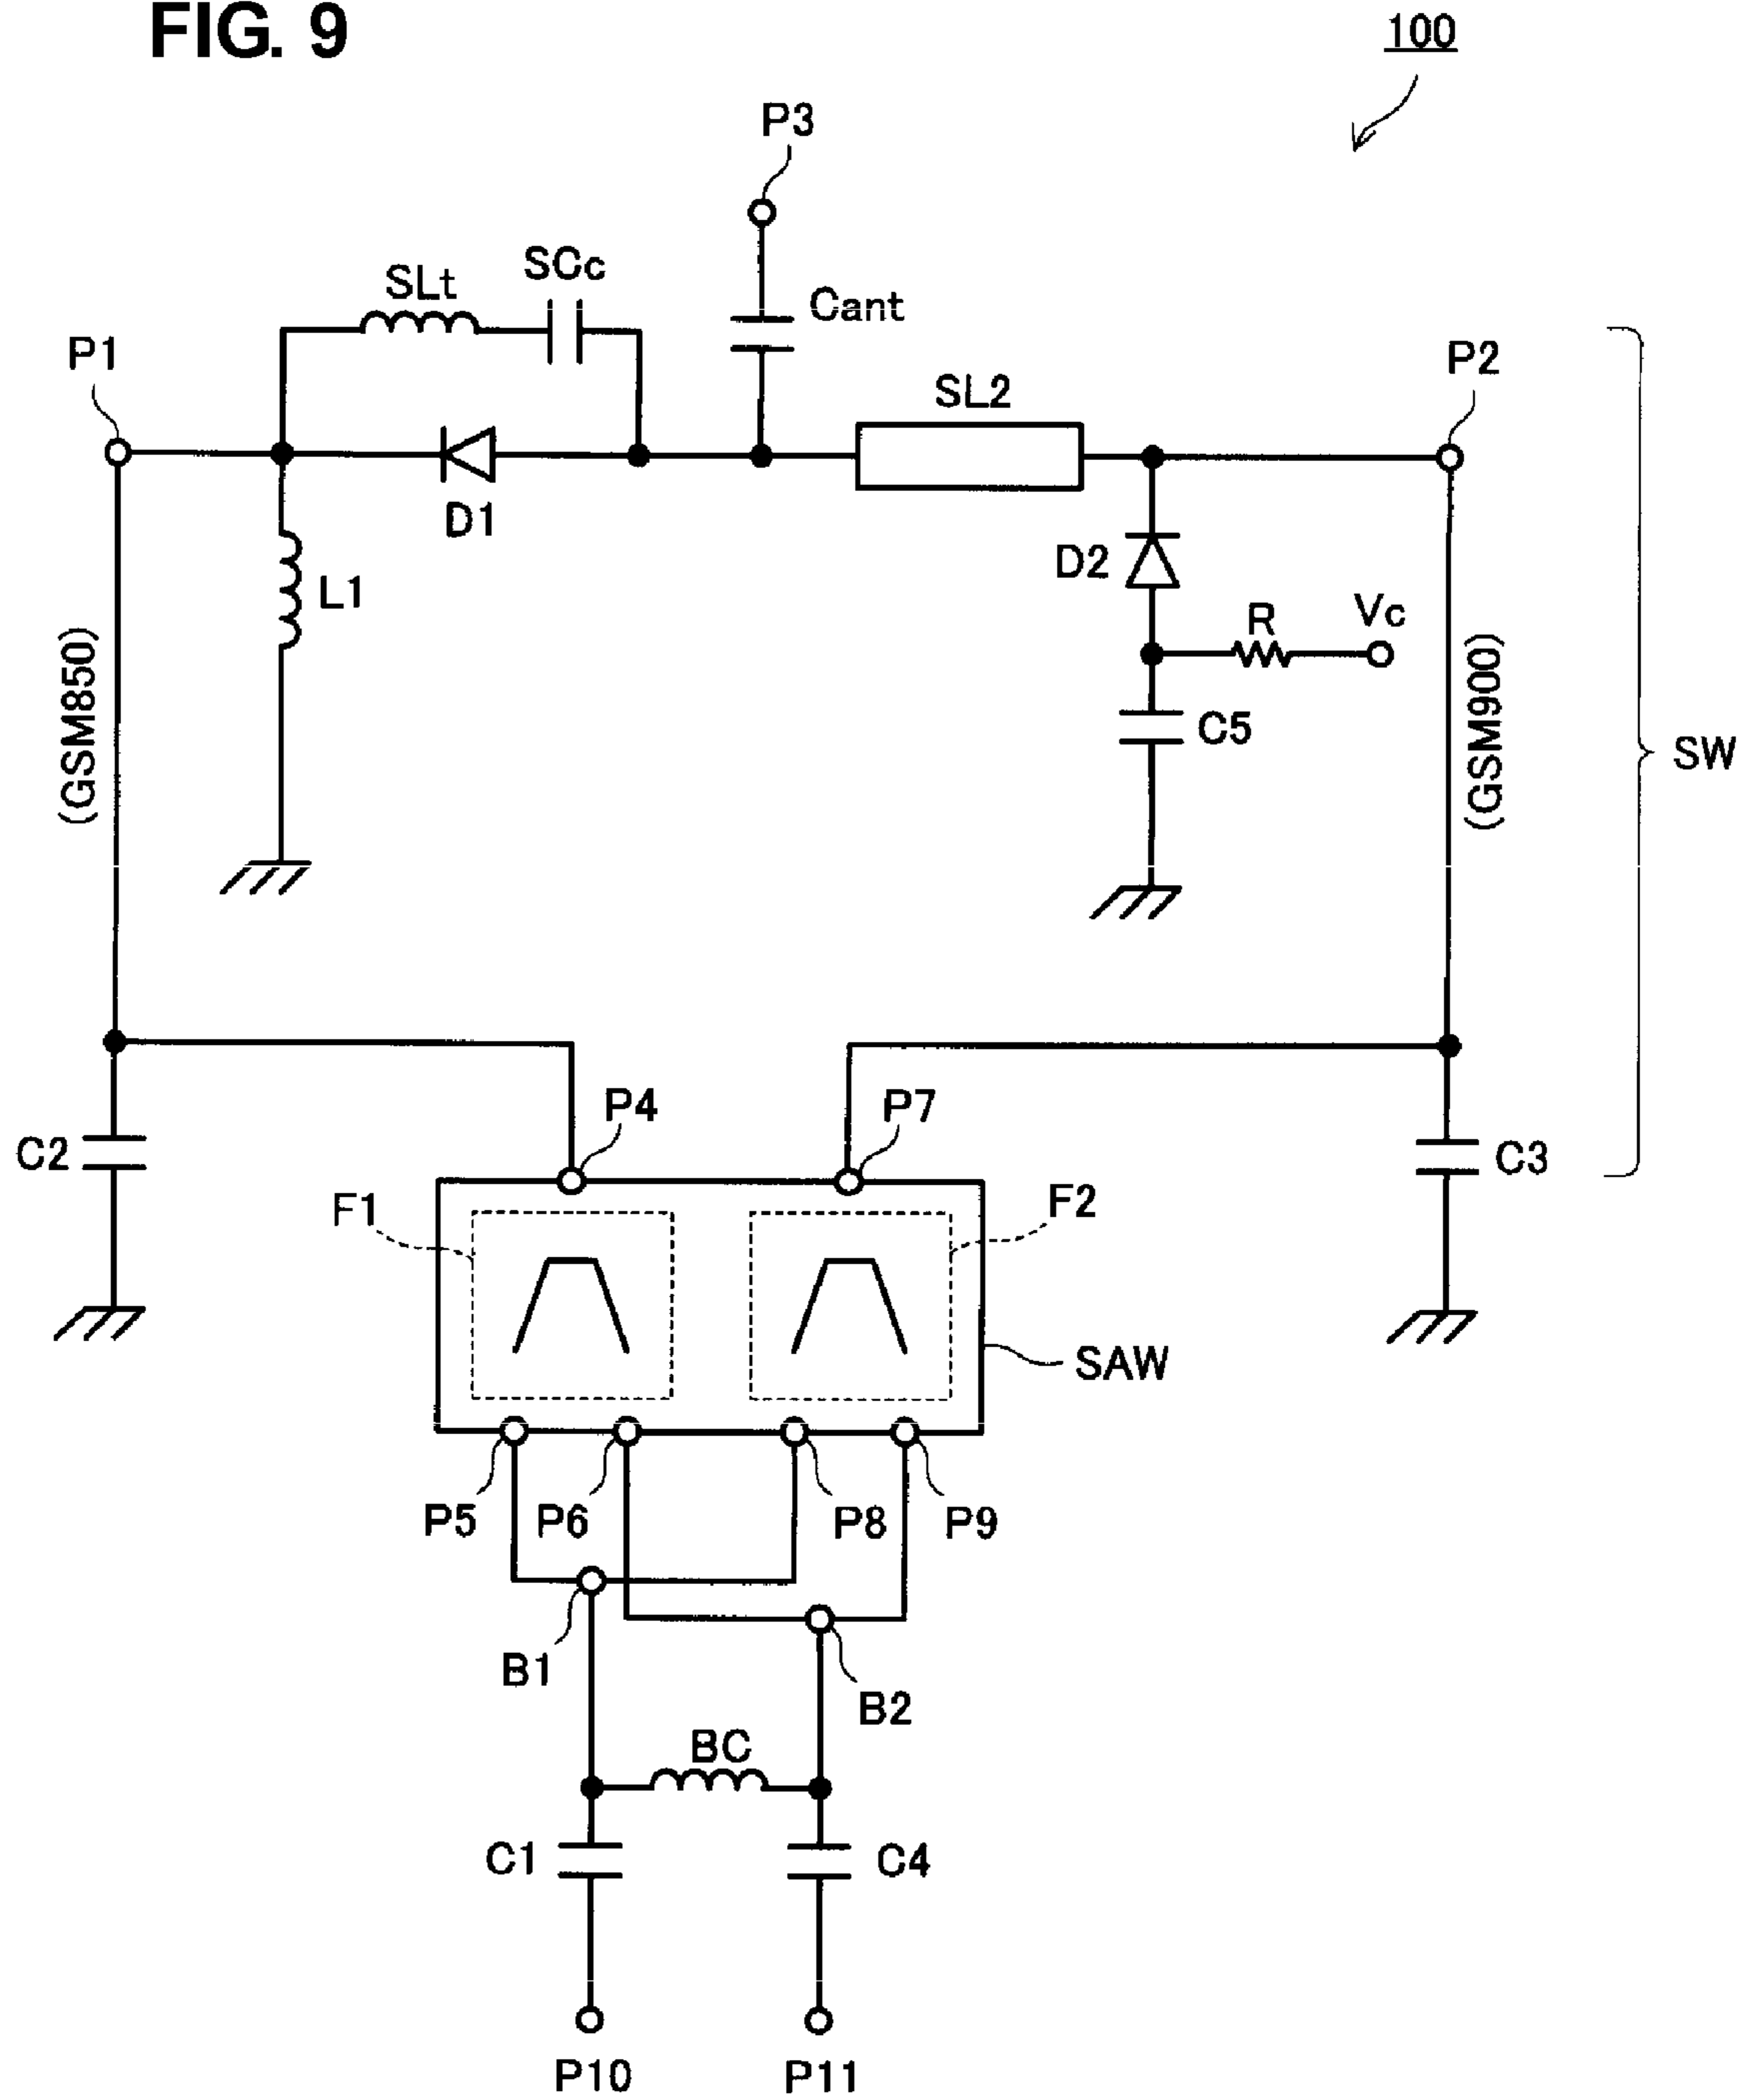 FIG. 9
100
P3
SCc
SLt
Cant
P1
P2
SL2
D1
D2
L1
R
Vc
(GSM850)
(GSM900)
C5
SW
P4
P7
C2
C3
F1
F2
SAW
P5
P6
P8
P9
B1
B2
BC
C1
C4
P10
P11